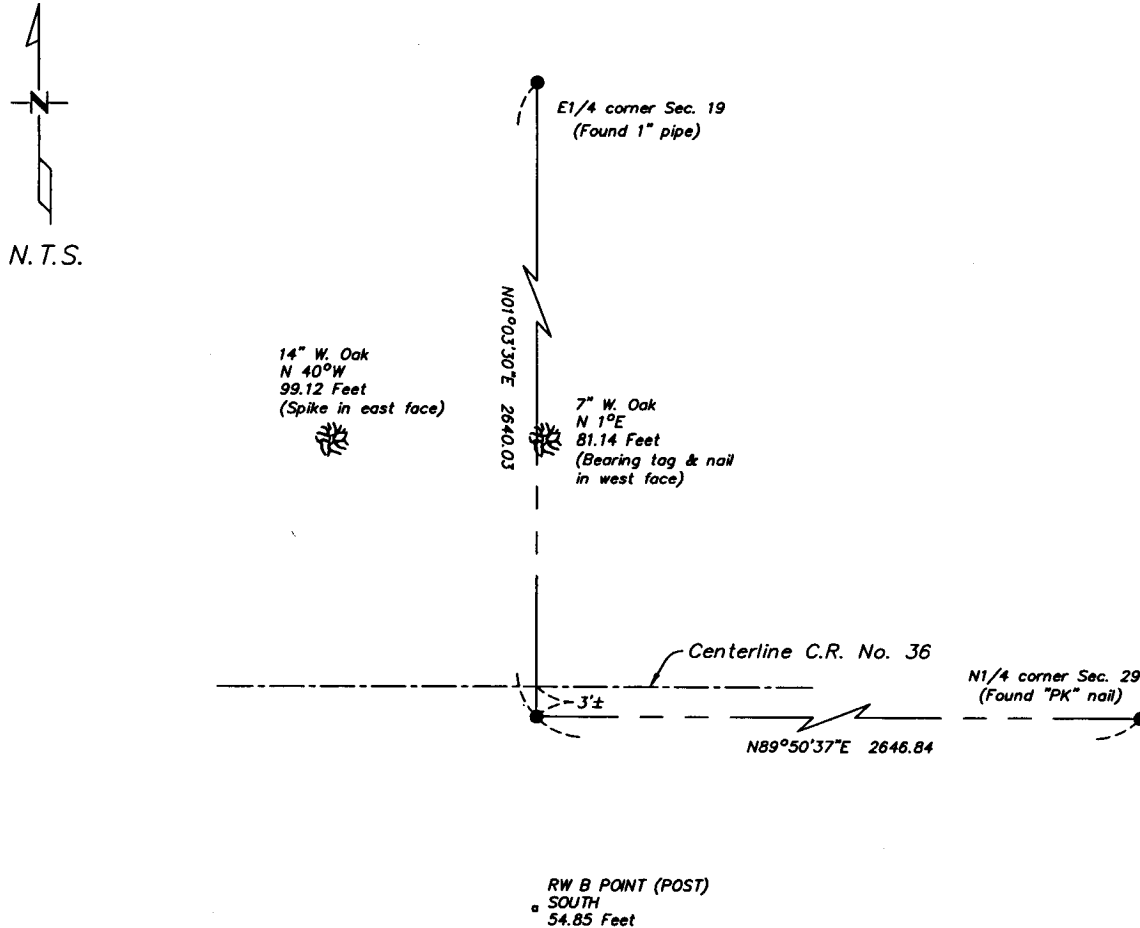 N
N.T.S.
E1/4 corner Sec. 19
(Found 1" pipe)
N01°03'30"E 2640.03
14" W. Oak
N 40°W
99.12 Feet
(Spike in east face)
7" W. Oak
N 1°E
81.14 Feet
(Bearing tag & nail
in west face)
Centerline C.R. No. 36
3'±
N1/4 corner Sec. 29
(Found "PK" nail)
N89°50'37"E 2646.84
RW B POINT (POST)
SOUTH
54.85 Feet